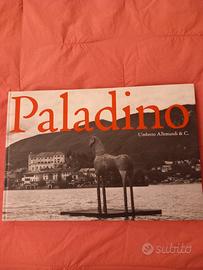 Paladino
Umberto Allemandi & C.
subito